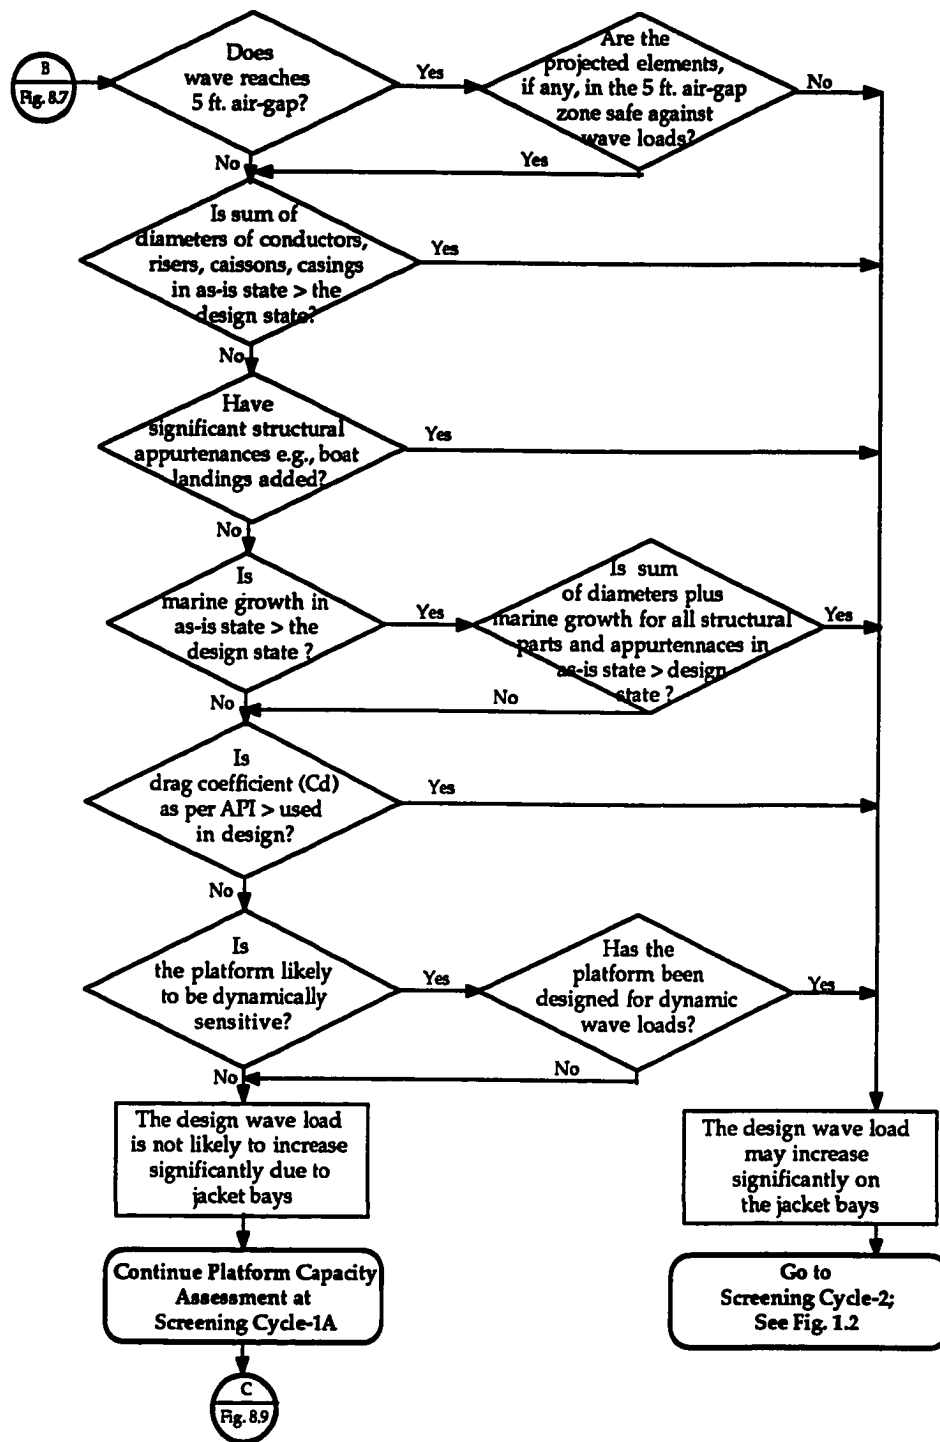 B
Fig. 8.7
Does
wave reaches
5 ft. air-gap?
Yes
Are the
projected elements,
if any, in the 5 ft. air-gap
zone safe against
wave loads?
No
No
Yes
Is sum of
diameters of conductors,
risers, caissons, casings
in as-is state > the
design state?
Yes
No
Have
significant structural
appurtenances e.g., boat
landings added?
Yes
No
Is
marine growth in
as-is state > the
design state ?
Yes
Is sum
of diameters plus
marine growth for all structural
parts and appurtennaces in
as-is state > design
state ?
Yes
No
No
Is
drag coefficient (Cd)
as per API > used
in design?
Yes
No
Is
the platform likely
to be dynamically
sensitive?
Yes
Has the
platform been
designed for dynamic
wave loads?
Yes
No
No
The design wave load
is not likely to increase
significantly due to
jacket bays
The design wave load
may increase
significantly on
the jacket bays
Continue Platform Capacity
Assessment at
Screening Cycle-1A
Go to
Screening Cycle-2;
See Fig. 1.2
C
Fig. 8.9